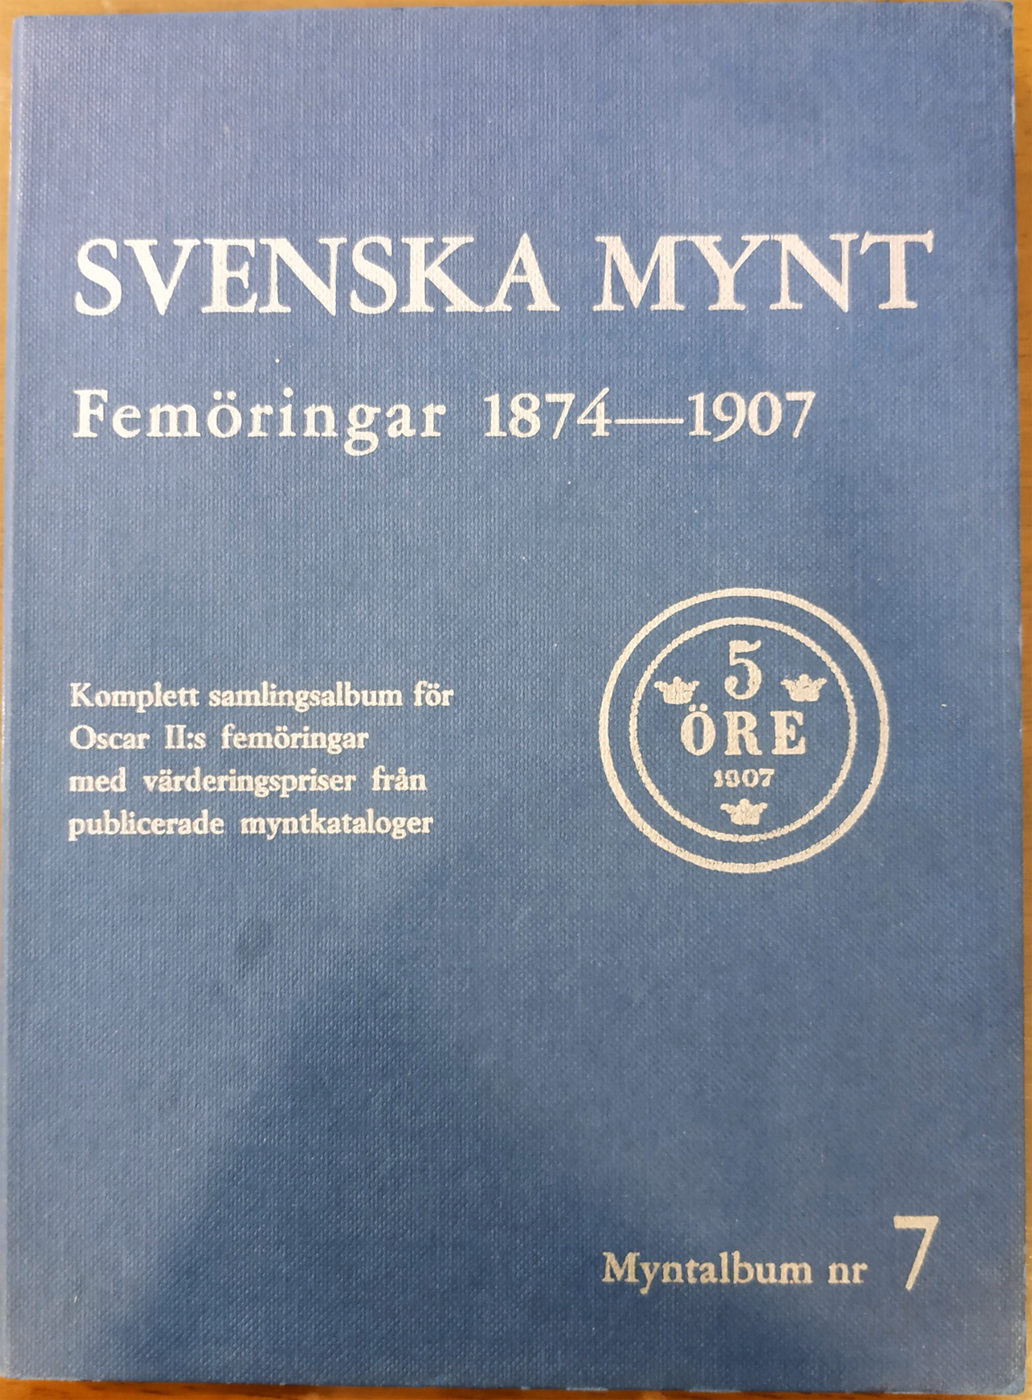 SVENSKA MYNT
Femöringar 1874—1907
Komplett samlingsalbum för
Oscar II:s femöringar
med värderingspriser från
publicerade myntkataloger
5
ÖRE
1907
Myntalbum nr 7